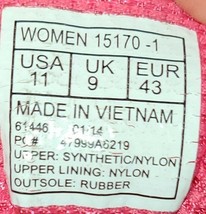 WOMEN 15170 -1
USA UK EUR
11 9 43
MADE IN VIETNAM
61446 01-14
PO# 47999A6219
UPPER: SYNTHETIC/NYLON
UPPER LINING: NYLON
OUTSOLE: RUBBER